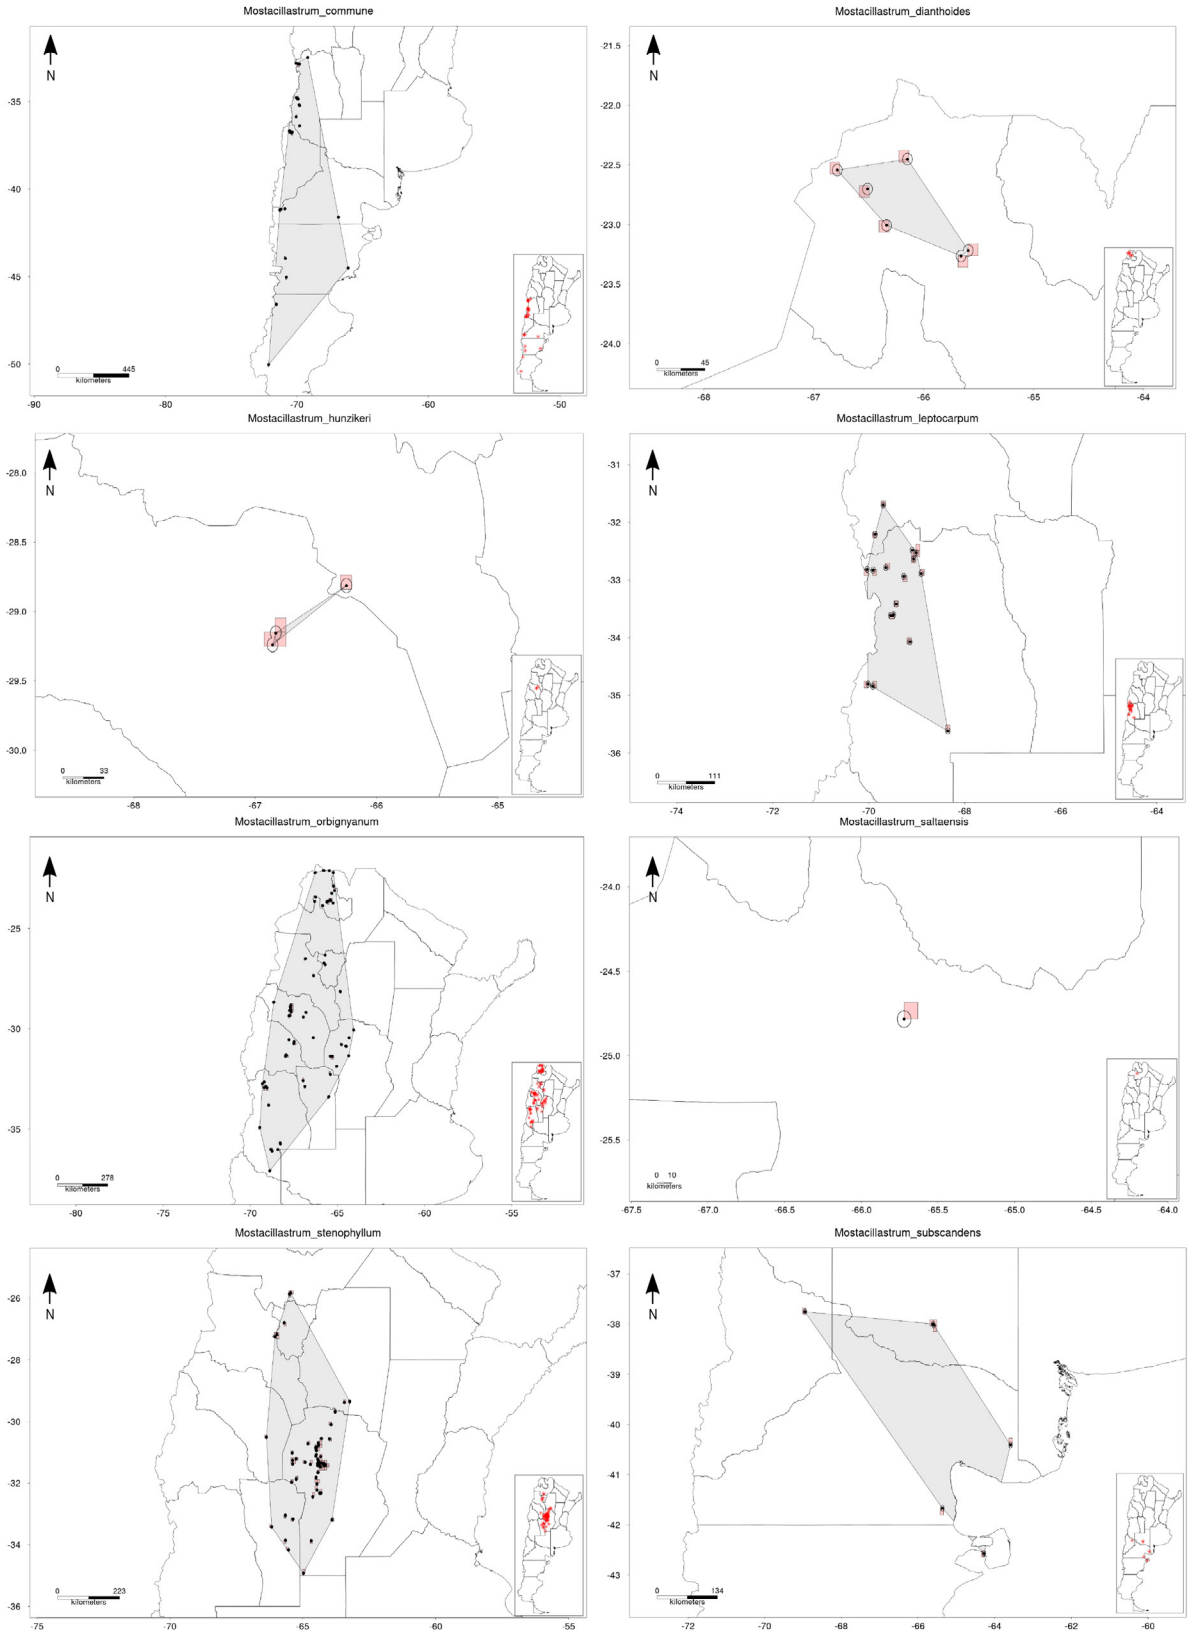 Mostacillastrum_commune
N
-35
-40
-45
-50
0 445
kilometers
-90 -80 -70 -60 -50
Mostacillastrum_dianthoides
-21.5
N
-22.0
-22.5
-23.0
-23.5
-24.0
0 45
kilometers
-68 -67 -66 -65 -64
Mostacillastrum_hunzikeri
-28.0
N
-28.5
-29.0
-29.5
-30.0
0 33
kilometers
-68 -67 -66 -65
Mostacillastrum_leptocarpum
-31
N
-32
-33
-34
-35
-36
0 111
kilometers
-74 -72 -70 -68 -66 -64
Mostacillastrum_orbignyanum
N
-25
-30
-35
0 278
kilometers
-80 -75 -70 -65 -60 -55
Mostacillastrum_saltaensis
-24.0
N
-24.5
-25.0
-25.5
0 10
kilometers
-67.5 -67.0 -66.5 -66.0 -65.5 -65.0 -64.5 -64.0
Mostacillastrum_stenophyllum
-26
N
-28
-30
-32
-34
-36
0 223
kilometers
-75 -70 -65 -60 -55
Mostacillastrum_subscandens
-37
N
-38
-39
-40
-41
-42
-43
0 134
kilometers
-72 -70 -68 -66 -64 -62 -60